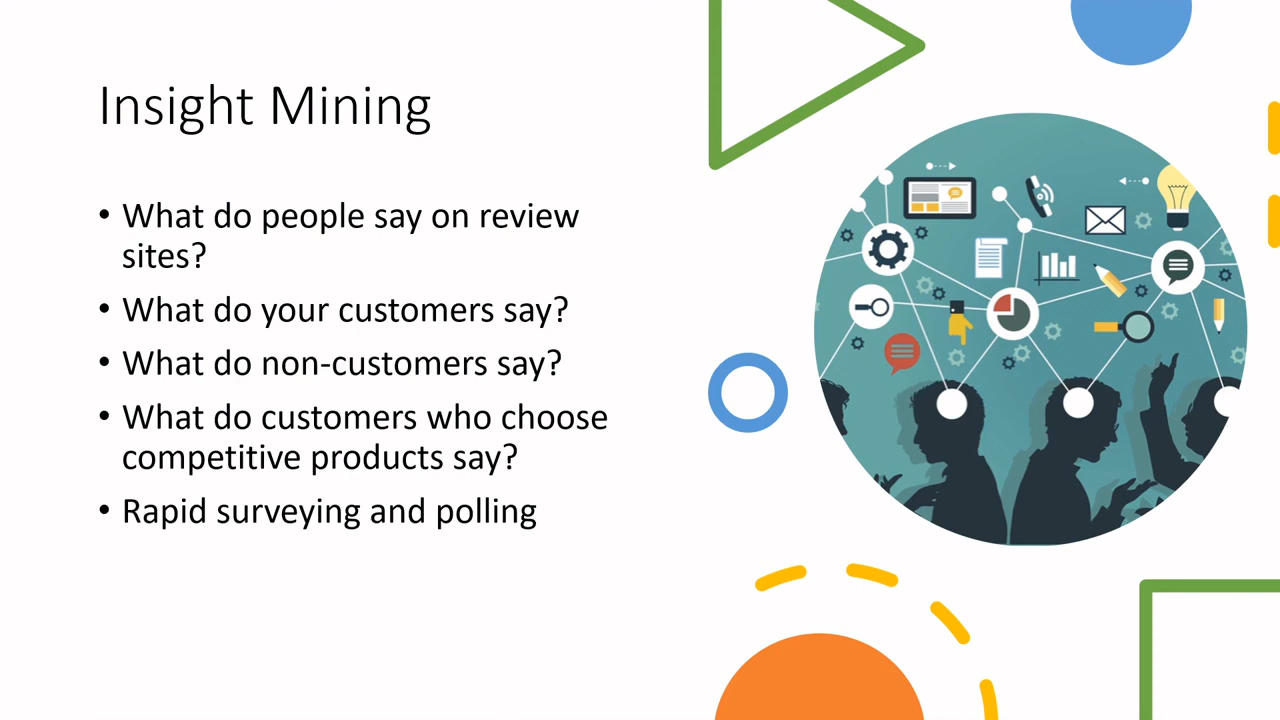 Insight Mining
• What do people say on review
sites?
• What do your customers say?
• What do non-customers say?
• What do customers who choose
competitive products say?
• Rapid surveying and polling